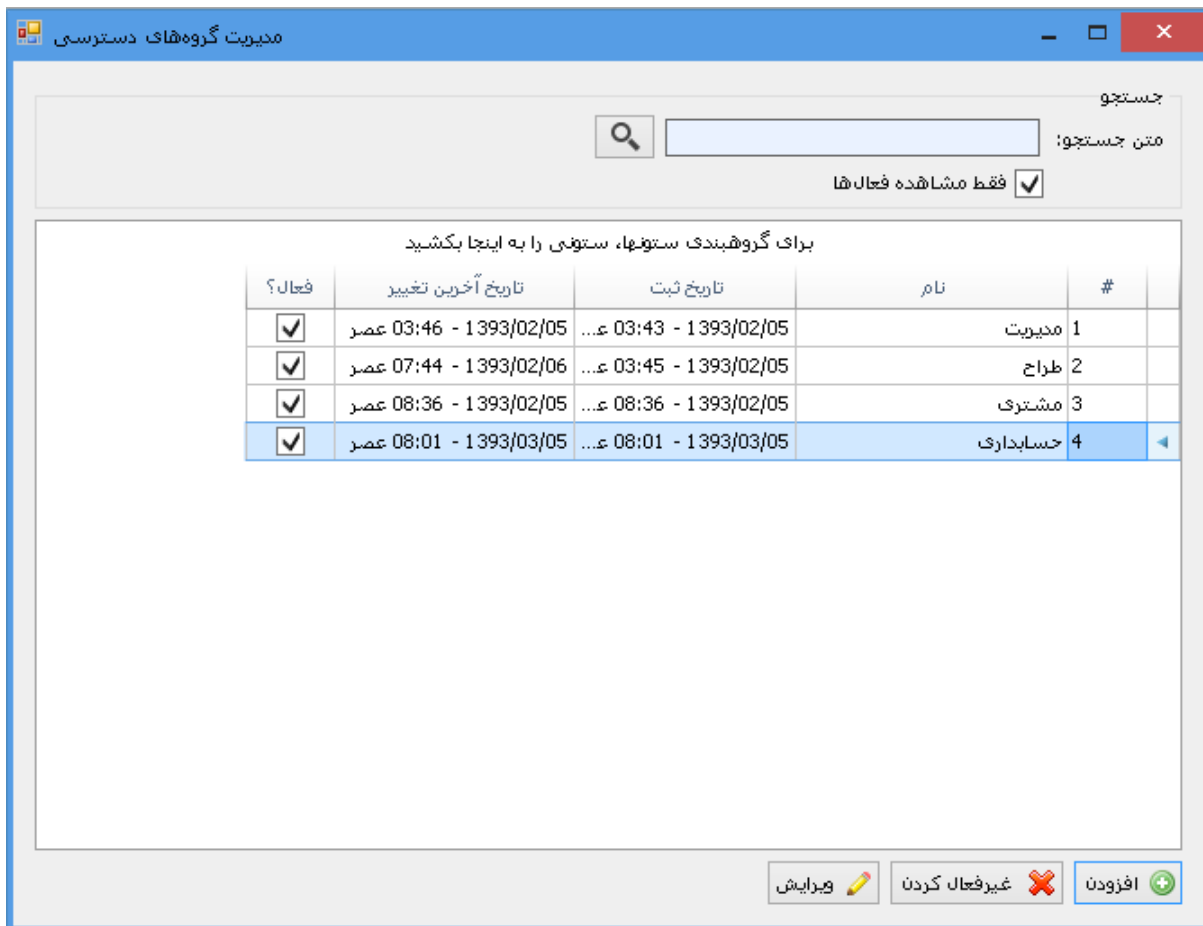 مدیریت گروه‌های دسترسی
جستجو
متن جستجو:
فقط مشاهده فعال‌ها
برای گروهبندی ستونها، ستونی را به اینجا بکشید
# نام تاریخ ثبت تاریخ آخرین تغییر فعال؟
1 مدیریت 1393/02/05 - 03:43 ع... 1393/02/05 - 03:46 عصر
2 طراح 1393/02/05 - 03:45 ع... 1393/02/06 - 07:44 عصر
3 مشتری 1393/02/05 - 08:36 ع... 1393/02/05 - 08:36 عصر
4 حسابداری 1393/03/05 - 08:01 ع... 1393/03/05 - 08:01 عصر
افزودن غیرفعال کردن ویرایش